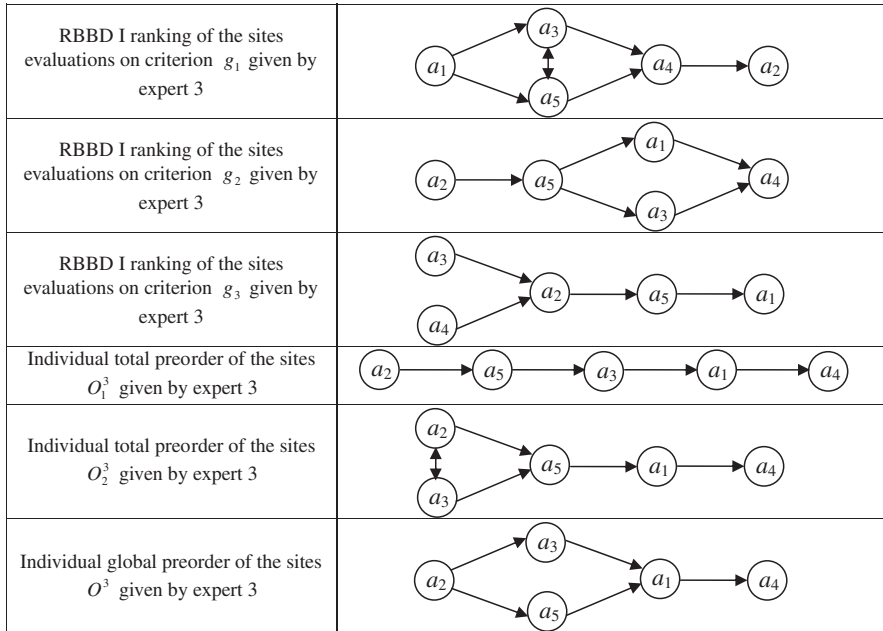 RBBD I ranking of the sites
evaluations on criterion g₁ given by
expert 3
a₁
a₃
a₅
a₄
a₂
RBBD I ranking of the sites
evaluations on criterion g₂ given by
expert 3
a₂
a₅
a₁
a₃
a₄
RBBD I ranking of the sites
evaluations on criterion g₃ given by
expert 3
a₃
a₄
a₂
a₅
a₁
Individual total preorder of the sites
O₁³ given by expert 3
a₂
a₅
a₃
a₁
a₄
Individual total preorder of the sites
O₂³ given by expert 3
a₂
a₃
a₅
a₁
a₄
Individual global preorder of the sites
O³ given by expert 3
a₂
a₃
a₅
a₁
a₄